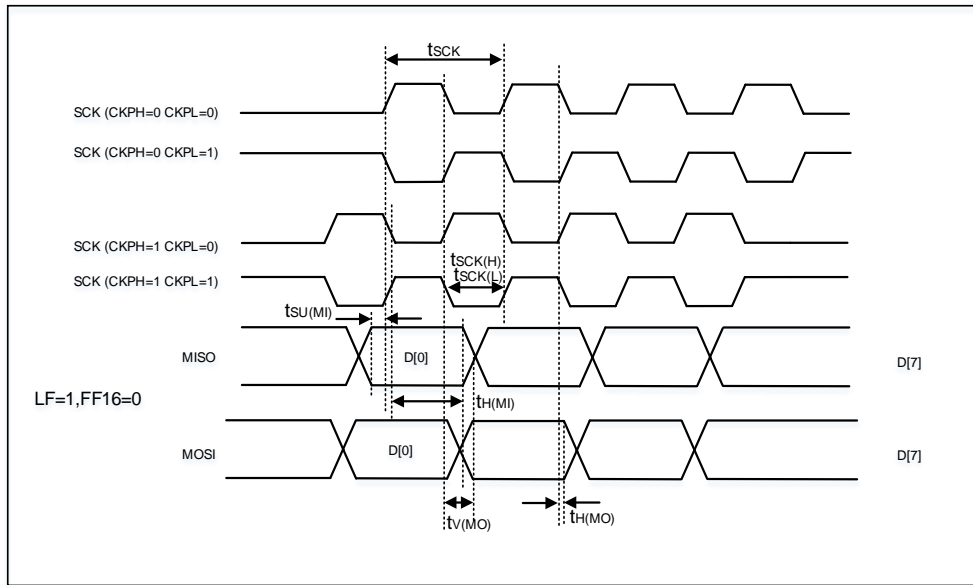 tSCK
SCK (CKPH=0 CKPL=0)
SCK (CKPH=0 CKPL=1)
SCK (CKPH=1 CKPL=0)
tSCK(H)
tSCK(L)
SCK (CKPH=1 CKPL=1)
tSU(MI)
MISO
D[0]
D[7]
LF=1,FF16=0
tH(MI)
MOSI
D[0]
D[7]
tV(MO)
tH(MO)